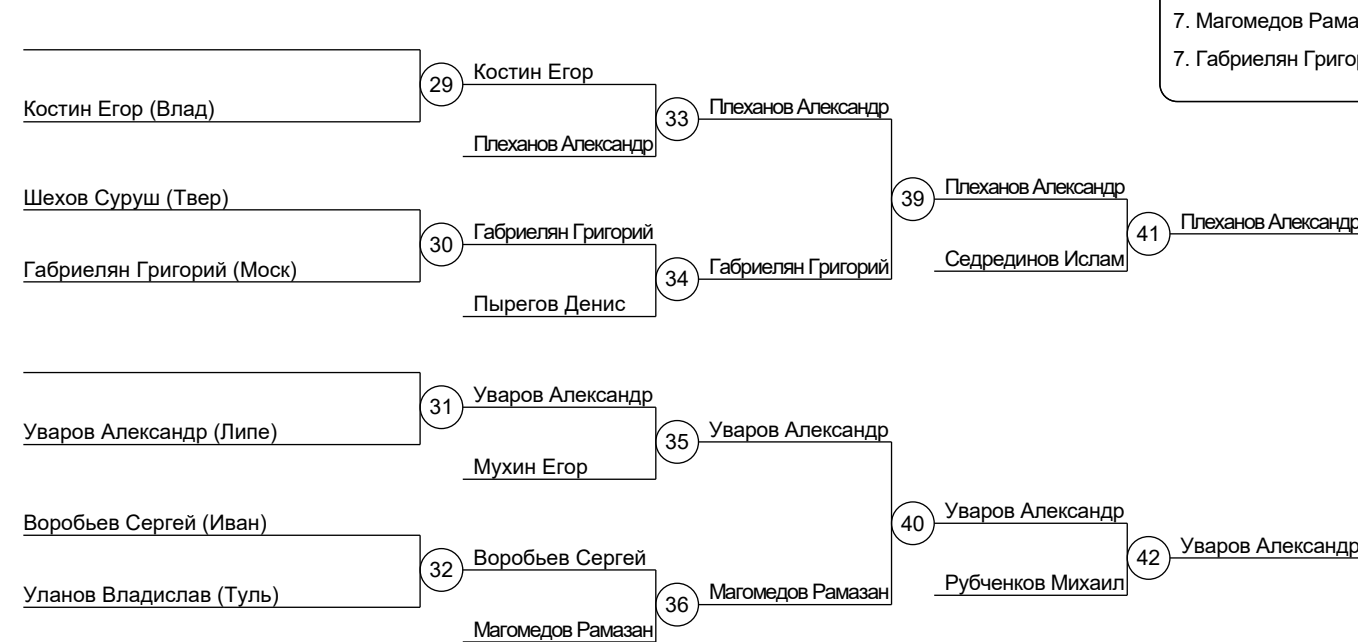 7. Магомедов Рама
7. Габриелян Григо
29
Костин Егор
Костин Егор (Влад)
33
Плеханов Александр
Плеханов Александр
Шехов Суруш (Твер)
39
Плеханов Александр
30
Габриелян Григорий
41
Плеханов Александр
Габриелян Григорий (Моск)
34
Габриелян Григорий
Седрединов Ислам
Пырегов Денис
31
Уваров Александр
Уваров Александр (Липе)
35
Уваров Александр
Мухин Егор
Воробьев Сергей (Иван)
40
Уваров Александр
32
Воробьев Сергей
42
Уваров Александр
Уланов Владислав (Туль)
36
Магомедов Рамазан
Рубченков Михаил
Магомедов Рамазан